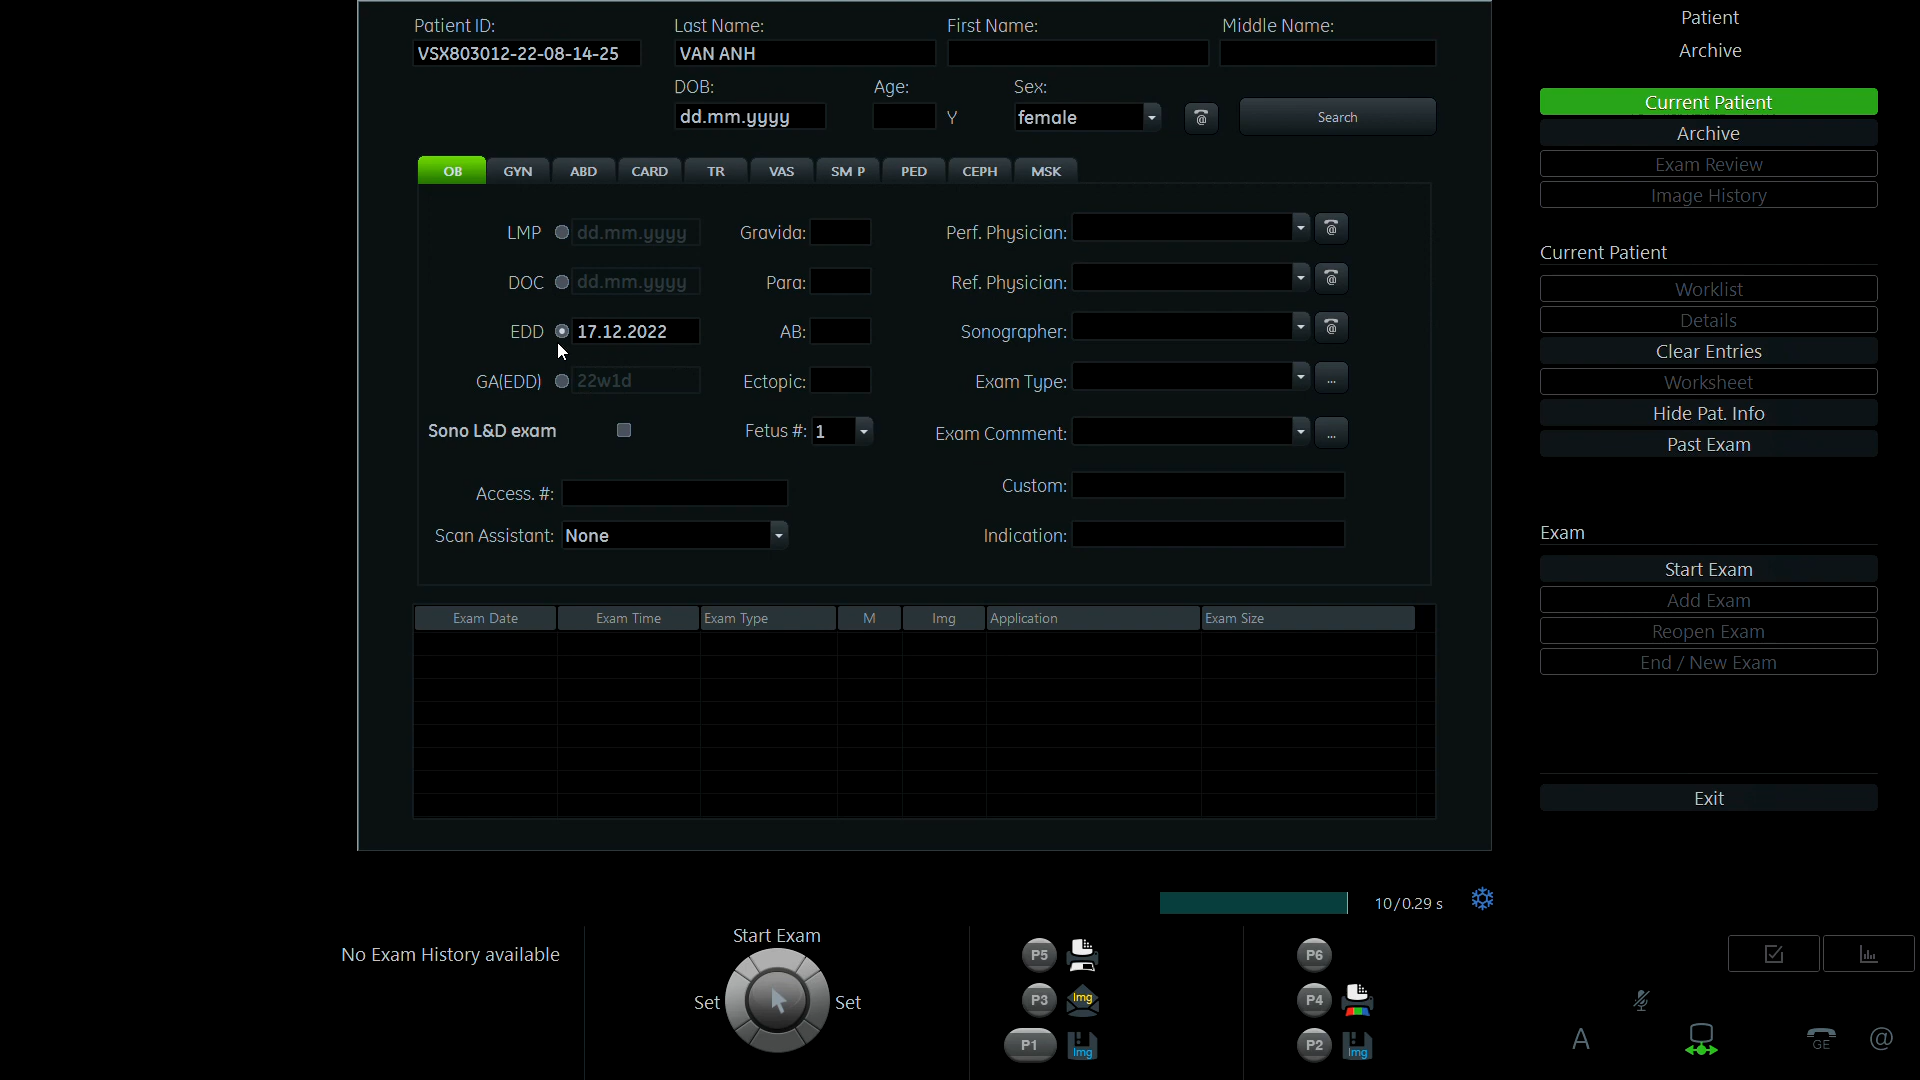 Patient ID: Last Name: First Name: Middle Name:
VSX803012-22-08-14-25 VAN ANH
DOB: Age: Sex:
dd.mm.yyyy Y female @ Search
OB GYN ABD CARD TR VAS SM P PED CEPH MSK
LMP dd.mm.yyyy Gravida: Perf. Physician: @
DOC dd.mm.yyyy Para: Ref. Physician: @
EDD 17.12.2022 AB: Sonographer: @
GA(EDD) 22w1d Ectopic: Exam Type: ...
Sono L&D exam Fetus #: 1 Exam Comment: ...
Access. #: Custom:
Scan Assistant: None Indication:
Exam Date Exam Time Exam Type M Img Application Exam Size
Patient
Archive
Current Patient
Archive
Exam Review
Image History
Current Patient
Worklist
Details
Clear Entries
Worksheet
Hide Pat. Info
Past Exam
Exam
Start Exam
Add Exam
Reopen Exam
End / New Exam
Exit
10/0.29 s
No Exam History available
Start Exam
Set Set
P5 P6
P3 Img P4
P1 Img P2 Img
A GE @